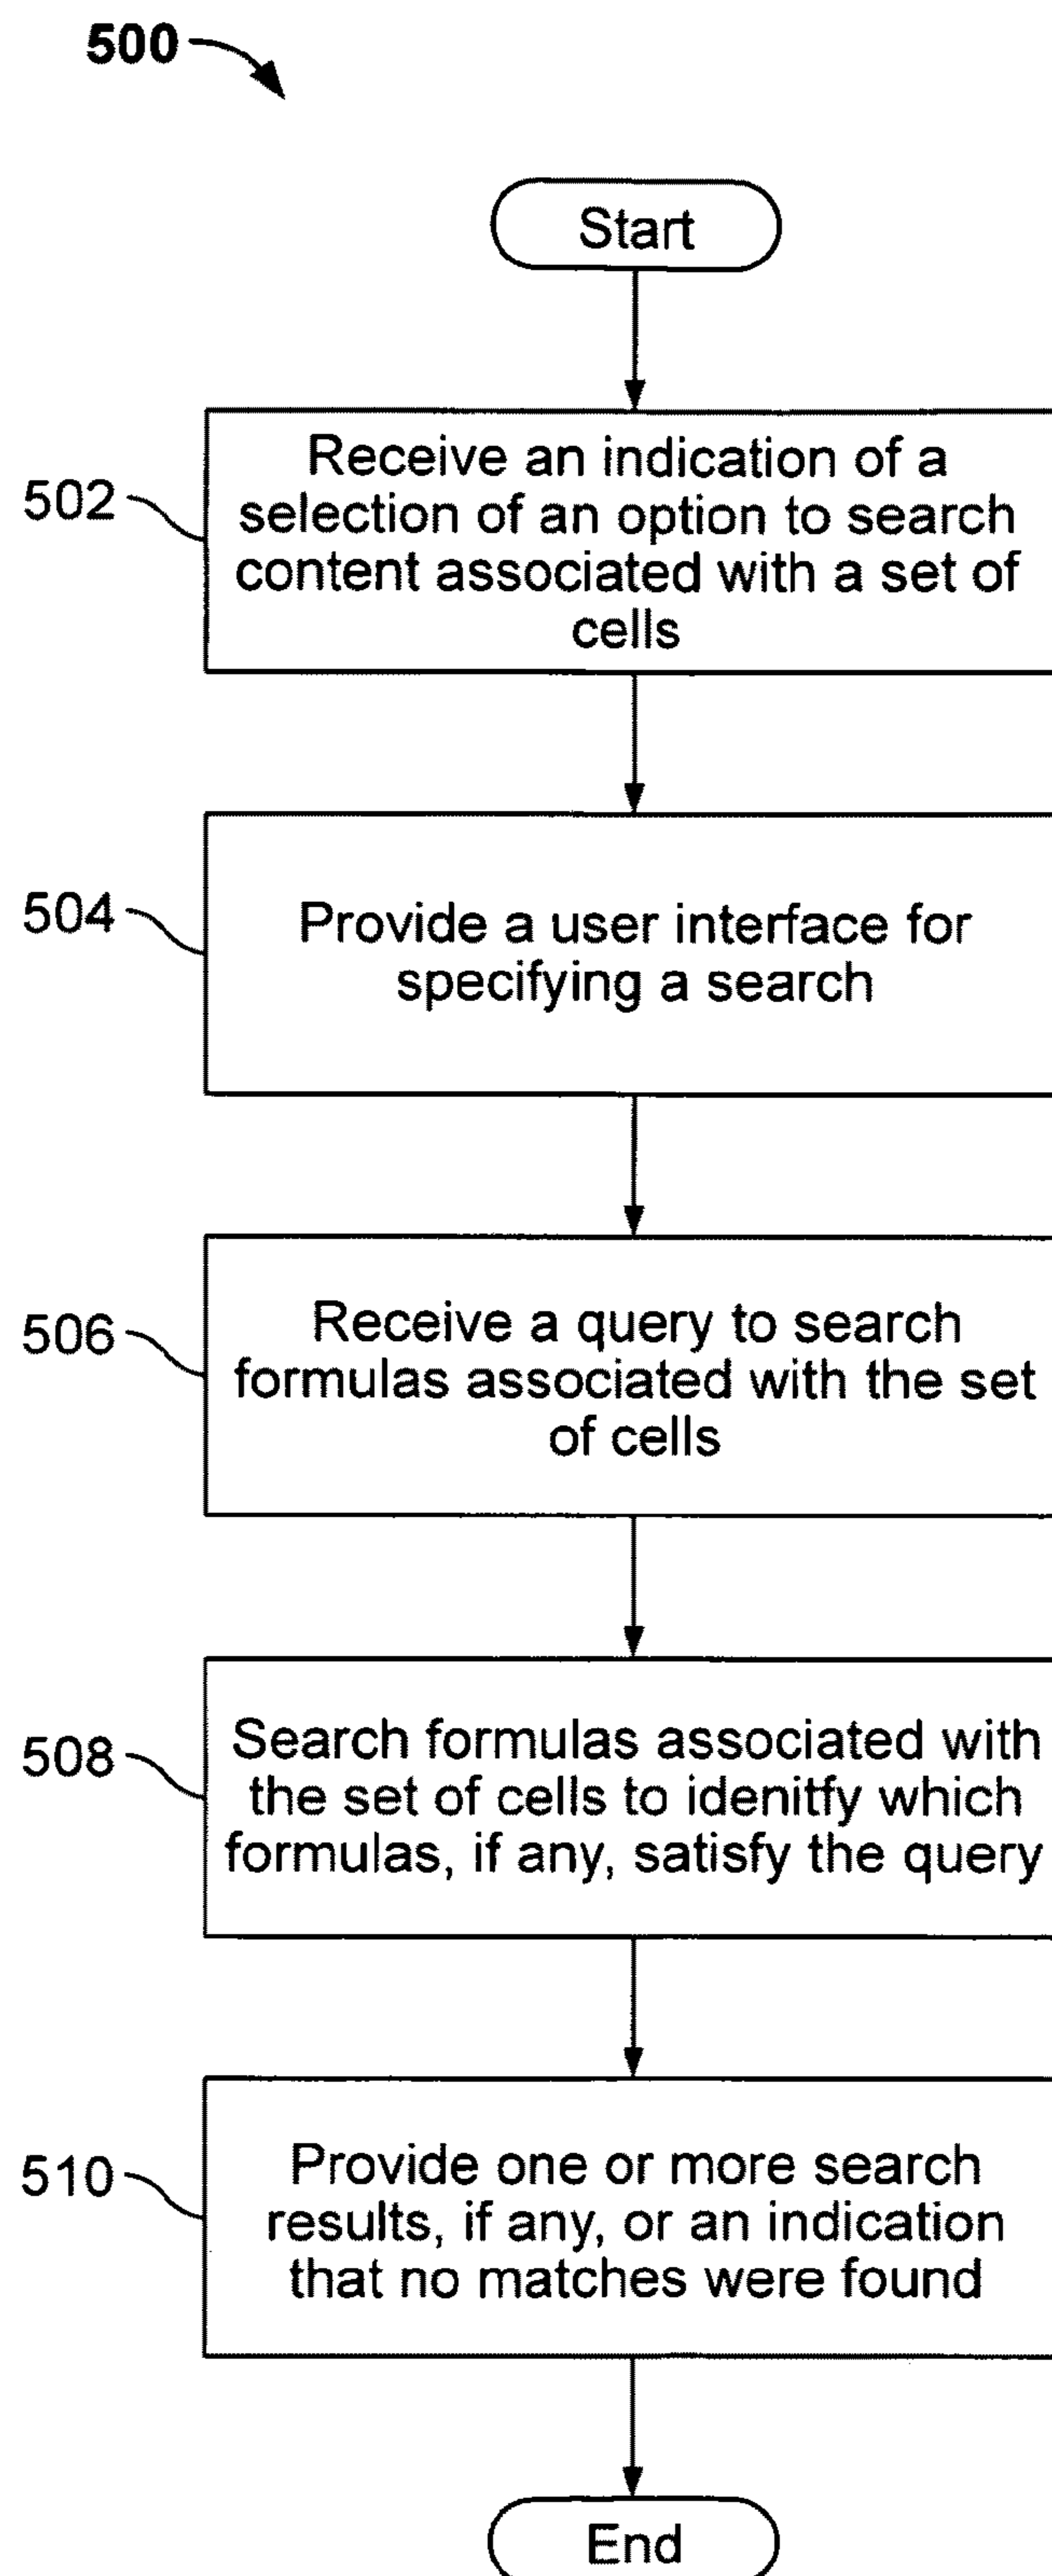 500
Start
502
Receive an indication of a
selection of an option to search
content associated with a set of
cells
504
Provide a user interface for
specifying a search
506
Receive a query to search
formulas associated with the set
of cells
508
Search formulas associated with
the set of cells to idenitfy which
formulas, if any, satisfy the query
510
Provide one or more search
results, if any, or an indication
that no matches were found
End